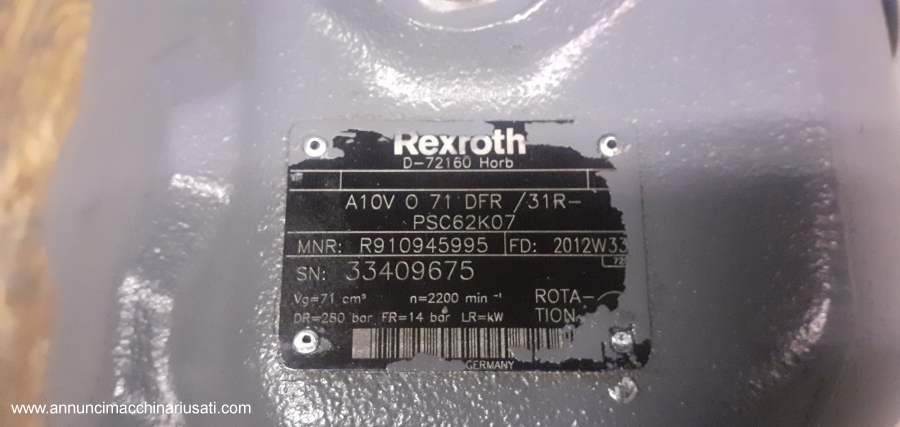 Rexroth
D-72160 Horb
A10V O 71 DFR /31R-
PSC62K07
MNR: R910945995 FD: 2012W33
SN: 33409675
Vg=71 cm³ n=2200 min⁻¹ ROTA-
DR=280 bar FR=14 bar LR=kW TION
GERMANY
www.annuncimacchinariusati.com